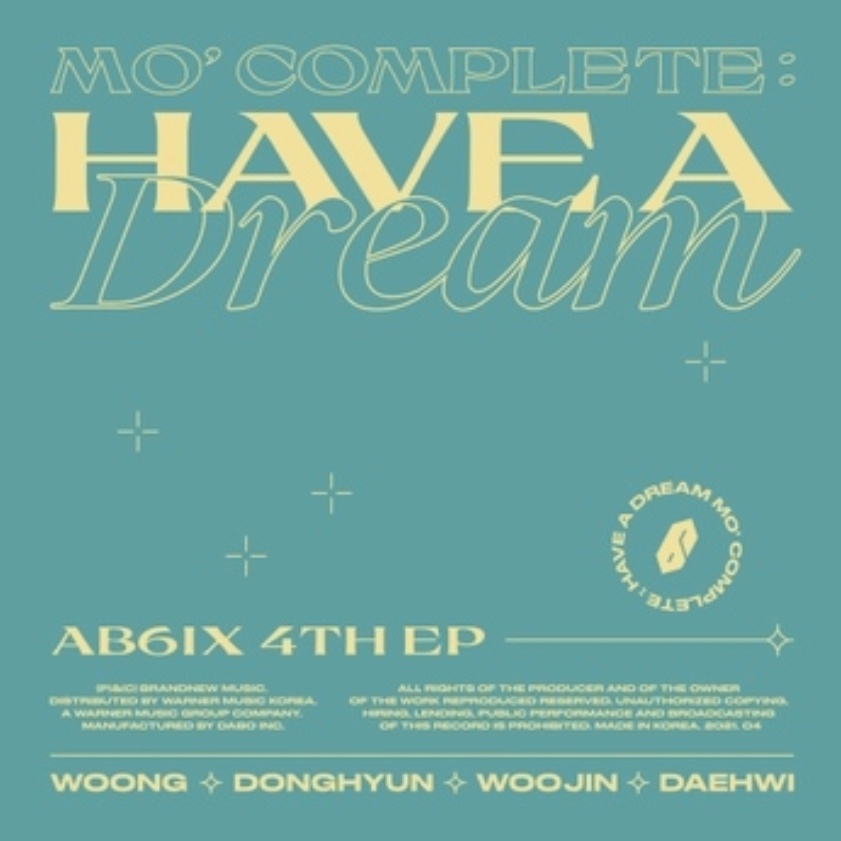 MO' COMPLETE:
HAVE A
Dream
HAVE A DREAM MO' COMPLETE :
AB6IX 4TH EP
(P)&(C) BRANDNEW MUSIC.
DISTRIBUTED BY WARNER MUSIC KOREA.
A WARNER MUSIC GROUP COMPANY.
MANUFACTURED BY DABO INC.
ALL RIGHTS OF THE PRODUCER AND OF THE OWNER
OF THE WORK REPRODUCED RESERVED. UNAUTHORIZED COPYING,
HIRING, LENDING, PUBLIC PERFORMANCE AND BROADCASTING
OF THIS RECORD IS PROHIBITED. MADE IN KOREA. 2021. 04
WOONG DONGHYUN WOOJIN DAEHWI